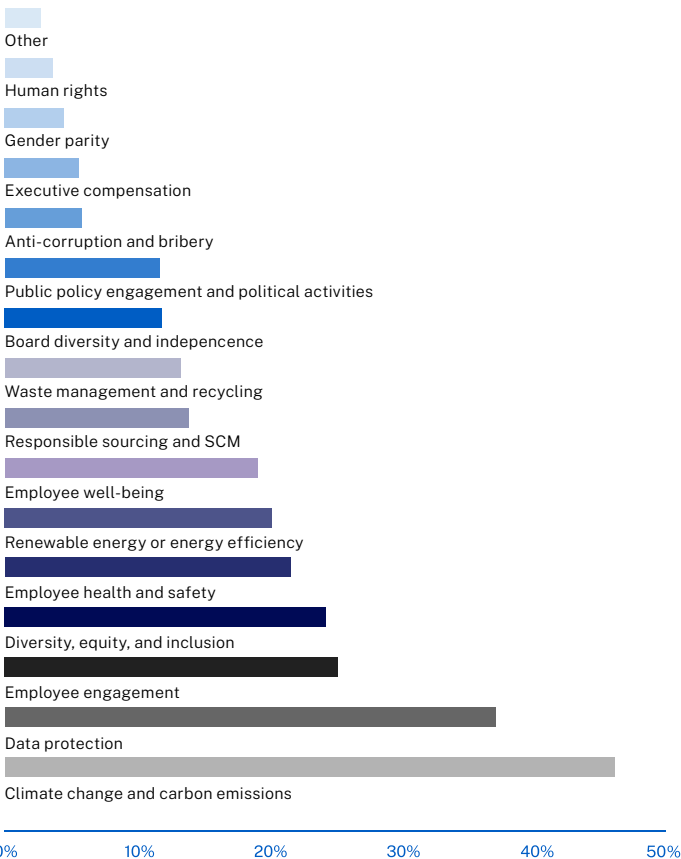 Other
Human rights
Gender parity
Executive compensation
Anti-corruption and bribery
Public policy engagement and political activities
Board diversity and indepencence
Waste management and recycling
Responsible sourcing and SCM
Employee well-being
Renewable energy or energy efficiency
Employee health and safety
Diversity, equity, and inclusion
Employee engagement
Data protection
Climate change and carbon emissions
0% 10% 20% 30% 40% 50%